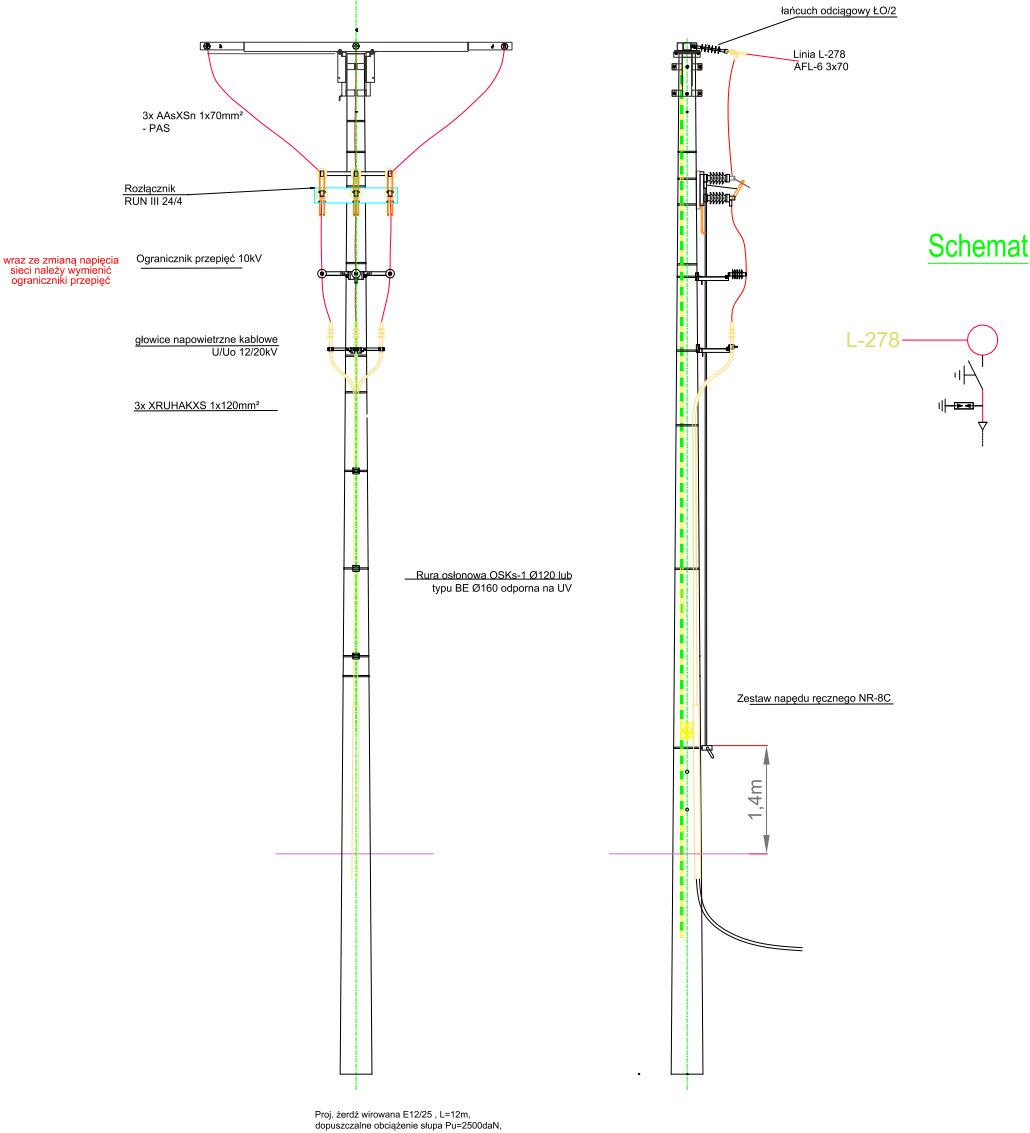 łańcuch odciągowy ŁO/2
Linia L-278
AFL-6 3x70
3x AAsXSn 1x70mm²
- PAS
Rozłącznik
RUN III 24/4
wraz ze zmianą napięcia
sieci należy wymienić
ograniczniki przepięć
Ogranicznik przepięć 10kV
Schemat
głowice napowietrzne kablowe
U/Uo 12/20kV
L-278
3x XRUHAKXS 1x120mm²
Rura osłonowa OSKs-1 Ø120 lub
typu BE Ø160 odporna na UV
Zestaw napędu ręcznego NR-8C
1,4m
Proj. żerdź wirowana E12/25 , L=12m,
dopuszczalne obciążenie słupa Pu=2500daN,